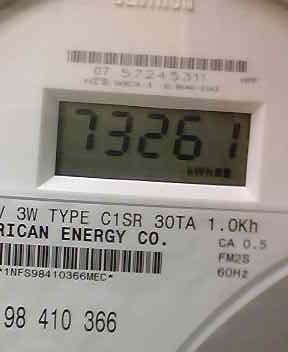 CENTRON
07 57245311
73261
kWh
V 3W TYPE C1SR 30TA 1.0Kh
RICAN ENERGY CO.
CA 0.5
FM2S
60Hz
*1NFS98410366MEC*
98 410 366